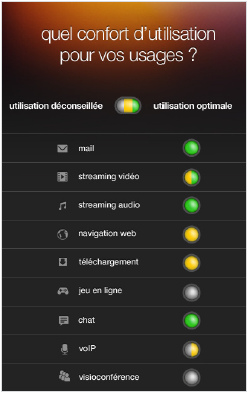 quel confort d'utilisation
pour vos usages ?
utilisation déconseillée utilisation optimale
mail
streaming vidéo
streaming audio
navigation web
téléchargement
jeu en ligne
chat
voIP
visioconférence